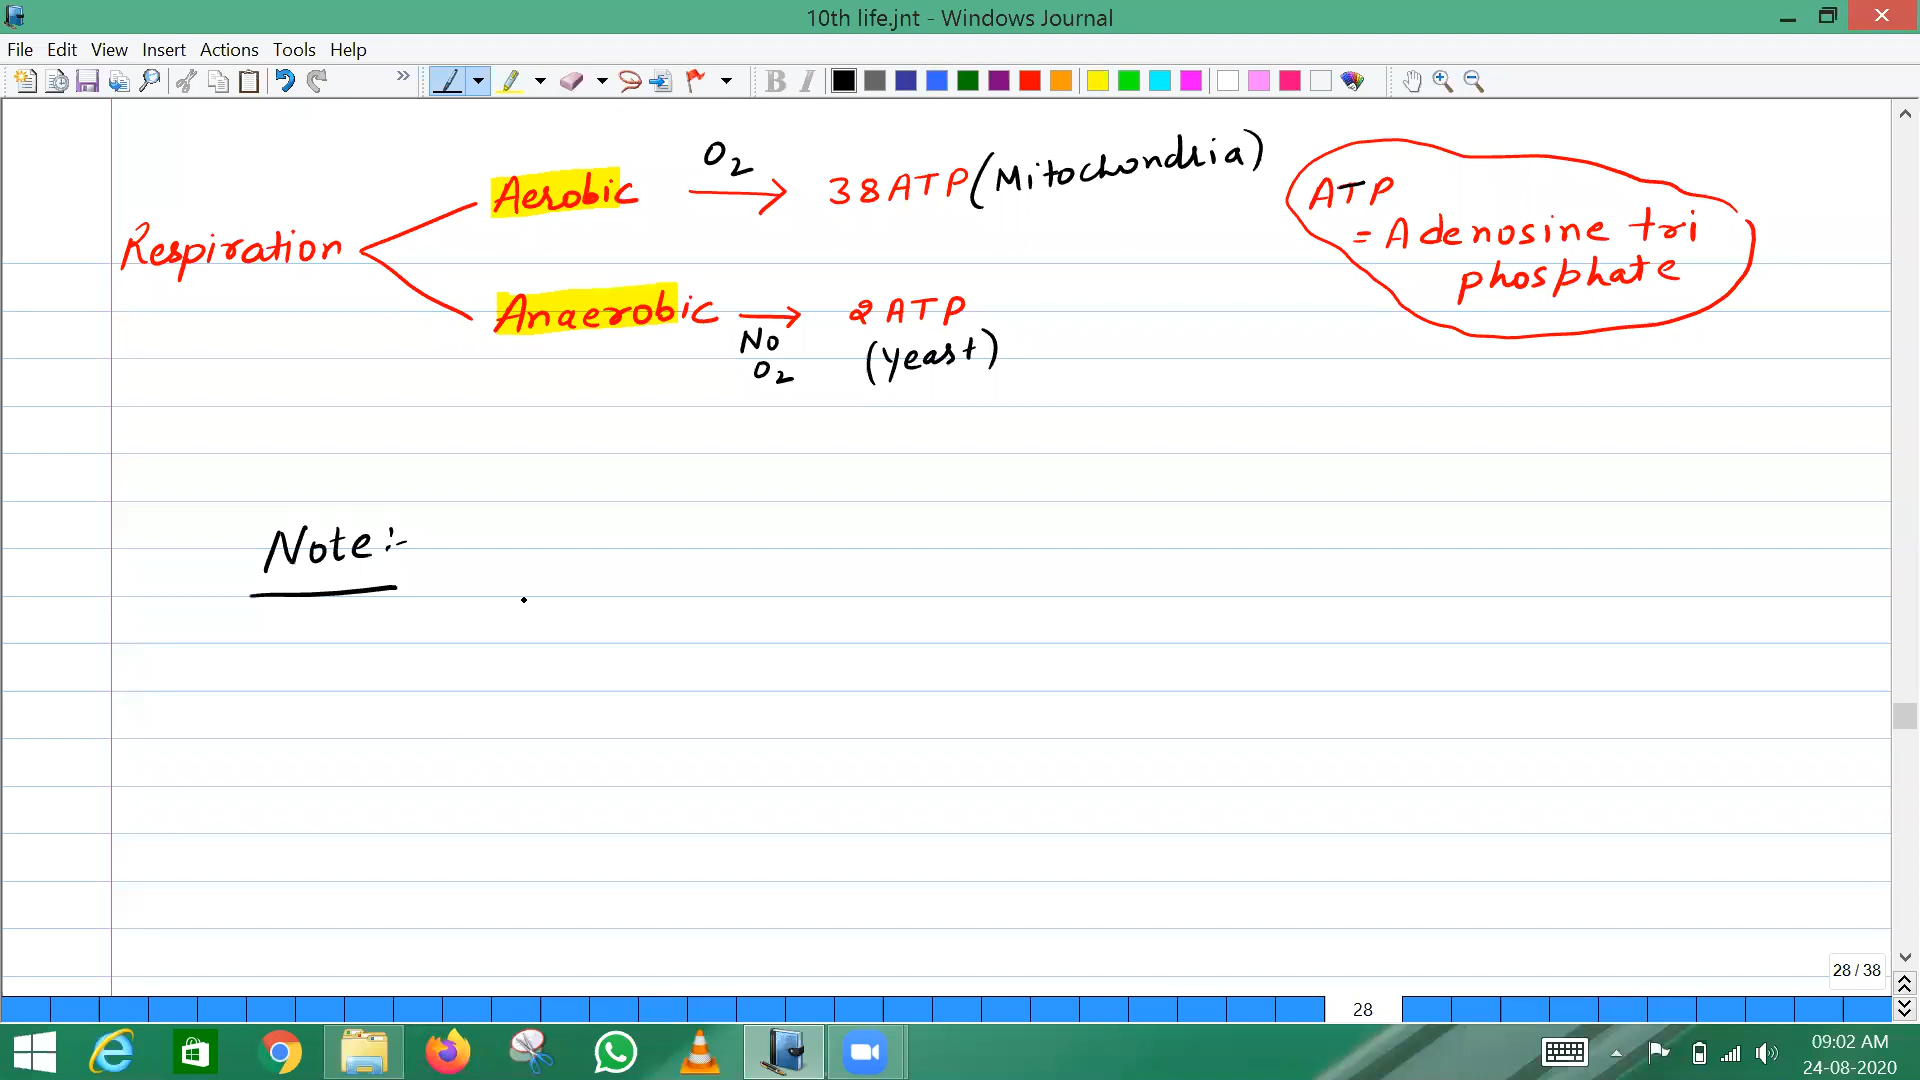 10th life.jnt - Windows Journal
File Edit View Insert Actions Tools Help
B I
O2
Aerobic → 38 ATP (Mitochondria)
Respiration
Anaerobic → 2 ATP
No
O2
(Yeast)
ATP
= Adenosine tri
phosphate
Note :-
28 / 38
28
09:02 AM
24-08-2020